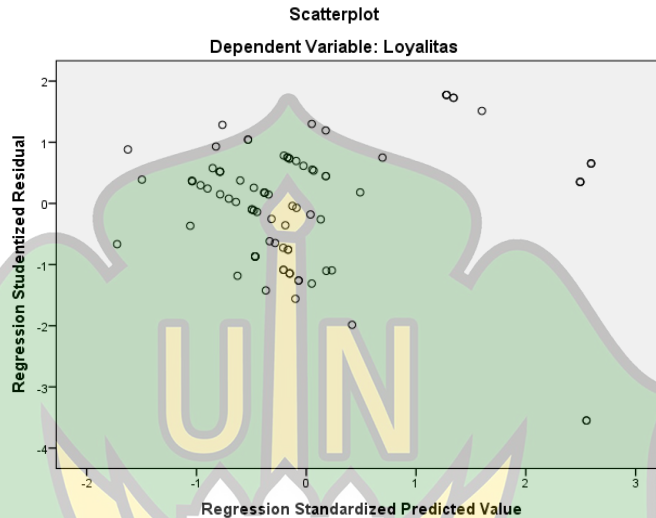 Scatterplot
Dependent Variable: Loyalitas
Regression Studentized Residual
2
1
0
-1
-2
-3
-4
UIN
-2
-1
0
1
2
3
Regression Standardized Predicted Value